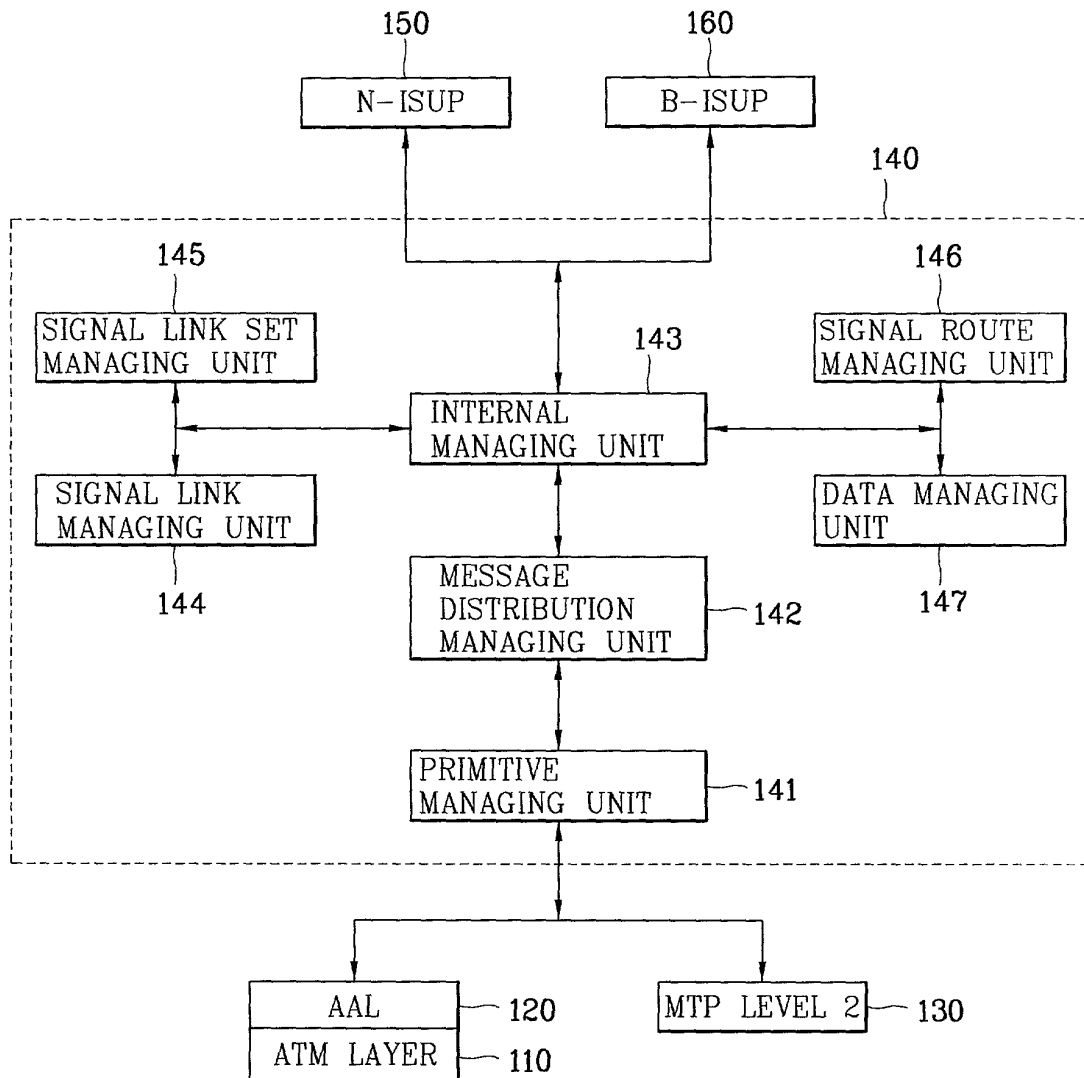 150
160
N-ISUP
B-ISUP
140
145
146
SIGNAL LINK SET
MANAGING UNIT
SIGNAL ROUTE
MANAGING UNIT
143
INTERNAL
MANAGING UNIT
SIGNAL LINK
MANAGING UNIT
DATA MANAGING
UNIT
144
147
MESSAGE
DISTRIBUTION
MANAGING UNIT
142
PRIMITIVE
MANAGING UNIT
141
AAL
120
MTP LEVEL 2
130
ATM LAYER
110